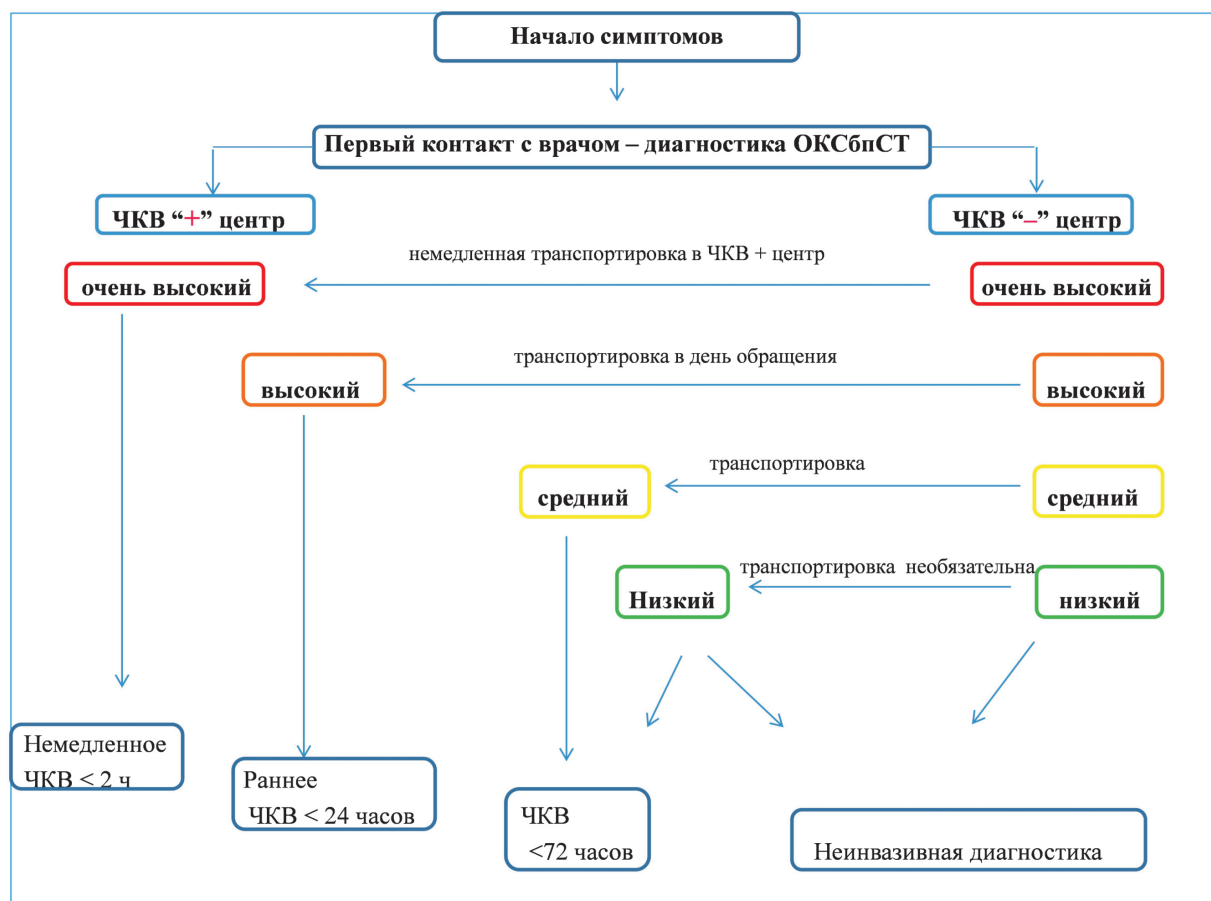 Начало симптомов
Первый контакт с врачом – диагностика ОКСбпСТ
ЧКВ “+” центр
ЧКВ “–” центр
немедленная транспортировка в ЧКВ + центр
очень высокий
очень высокий
транспортировка в день обращения
высокий
высокий
транспортировка
средний
средний
транспортировка необязательна
Низкий
низкий
Немедленное
ЧКВ < 2 ч
Раннее
ЧКВ < 24 часов
ЧКВ
<72 часов
Неинвазивная диагностика